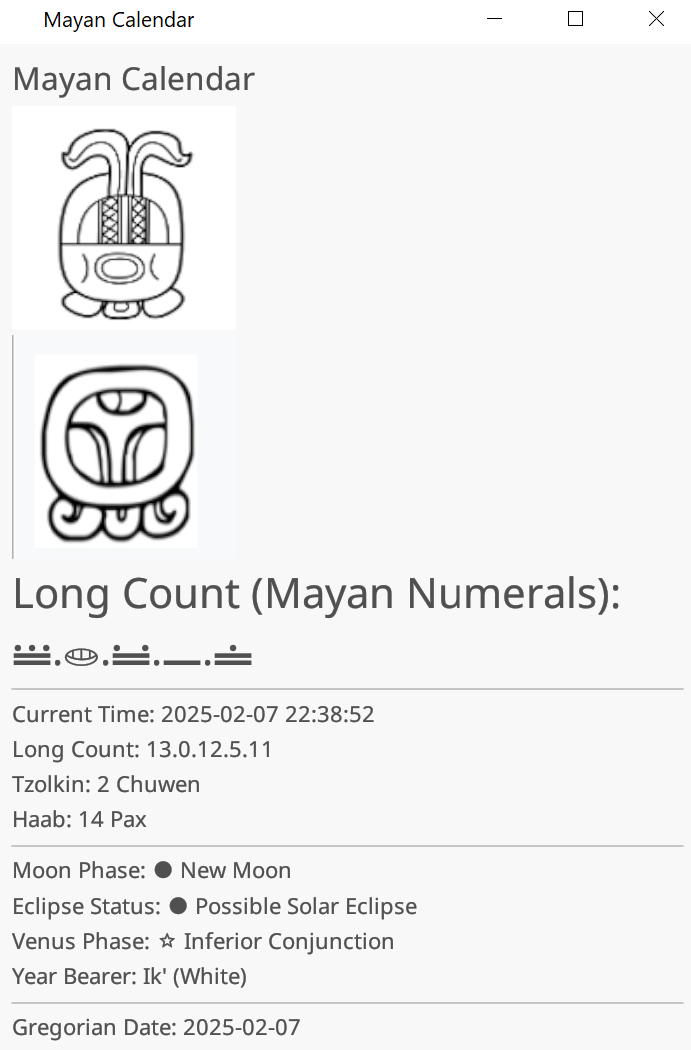 Mayan Calendar
Mayan Calendar
Long Count (Mayan Numerals):
𝋭.𝋠.𝋬.𝋥.𝋫
Current Time: 2025-02-07 22:38:52
Long Count: 13.0.12.5.11
Tzolkin: 2 Chuwen
Haab: 14 Pax
Moon Phase: ● New Moon
Eclipse Status: ● Possible Solar Eclipse
Venus Phase: ☆ Inferior Conjunction
Year Bearer: Ik' (White)
Gregorian Date: 2025-02-07